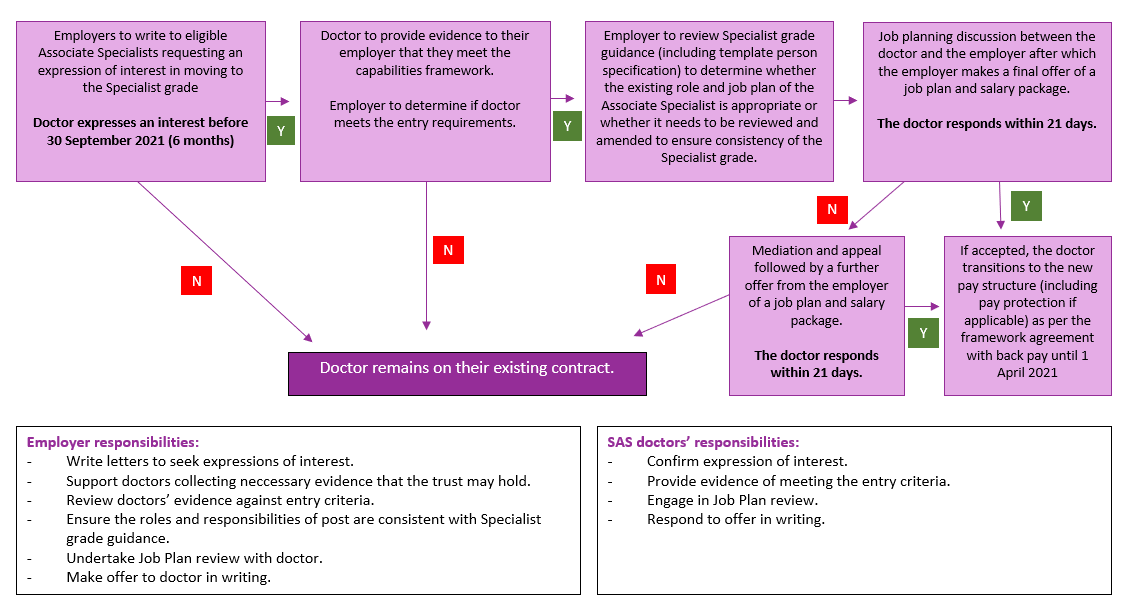 Employers to write to eligible
Associate Specialists requesting an
expression of interest in moving to
the Specialist grade
Doctor expresses an interest before
30 September 2021 (6 months)
Y
Doctor to provide evidence to their
employer that they meet the
capabilities framework.
Employer to determine if doctor
meets the entry requirements.
Y
Employer to review Specialist grade
guidance (including template person
specification) to determine whether
the existing role and job plan of the
Associate Specialist is appropriate or
whether it needs to be reviewed and
amended to ensure consistency of the
Specialist grade.
Job planning discussion between the
doctor and the employer after which
the employer makes a final offer of a
job plan and salary package.
The doctor responds within 21 days.
N
Y
N
N
N
Mediation and appeal
followed by a further
offer from the employer
of a job plan and salary
package.
The doctor responds
within 21 days.
Y
If accepted, the doctor
transitions to the new
pay structure (including
pay protection if
applicable) as per the
framework agreement
with back pay until 1
April 2021
Doctor remains on their existing contract.
Employer responsibilities:
- Write letters to seek expressions of interest.
- Support doctors collecting neccessary evidence that the trust may hold.
- Review doctors' evidence against entry criteria.
- Ensure the roles and responsibilities of post are consistent with Specialist
grade guidance.
- Undertake Job Plan review with doctor.
- Make offer to doctor in writing.
SAS doctors' responsibilities:
- Confirm expression of interest.
- Provide evidence of meeting the entry criteria.
- Engage in Job Plan review.
- Respond to offer in writing.